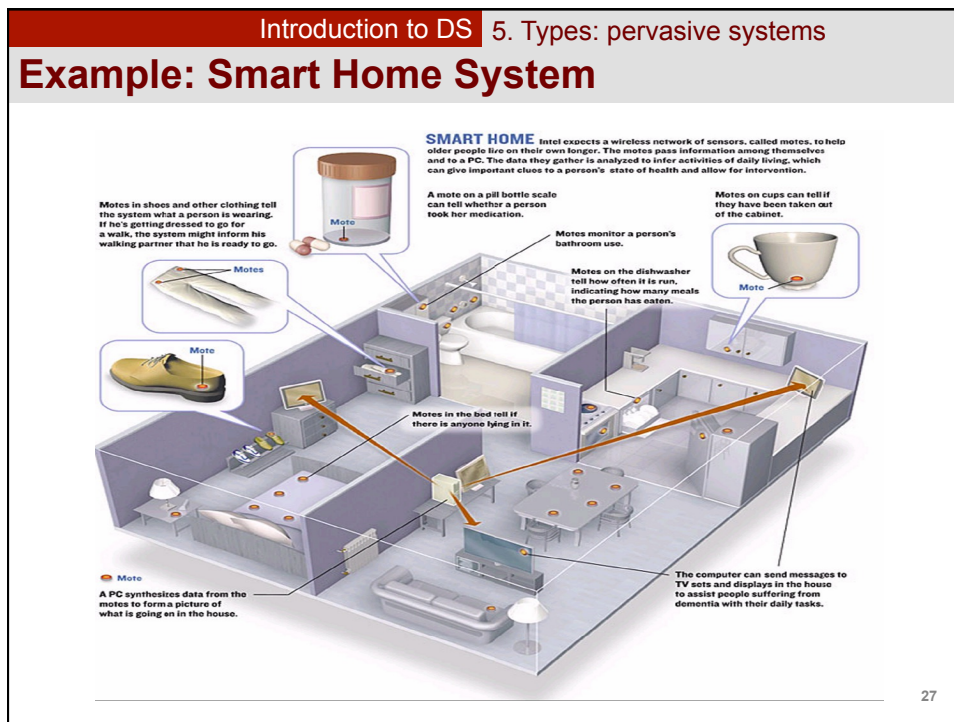 Introduction to DS 5. Types: pervasive systems
Example: Smart Home System
SMART HOME Intel expects a wireless network of sensors, called motes, to help
older people live on their own longer. The motes pass information among themselves
and to a PC. The data they gather is analyzed to infer activities of daily living, which
can give important clues to a person's state of health and allow for intervention.
Motes in shoes and other clothing tell
the system what a person is wearing.
If he's getting dressed to go for
a walk, the system might inform his
walking partner that he is ready to go.
Mote
A mote on a pill bottle scale
can tell whether a person
took her medication.
Motes on cups can tell if
they have been taken out
of the cabinet.
Mote
Motes monitor a person's
bathroom use.
Motes on the dishwasher
tell how often it is run,
indicating how many meals
the person has eaten.
Motes
Mote
Motes in the bed tell if
there is anyone lying in it.
Mote
A PC synthesizes data from the
motes to form a picture of
what is going on in the house.
The computer can send messages to
TV sets and displays in the house
to assist people suffering from
dementia with their daily tasks.
27